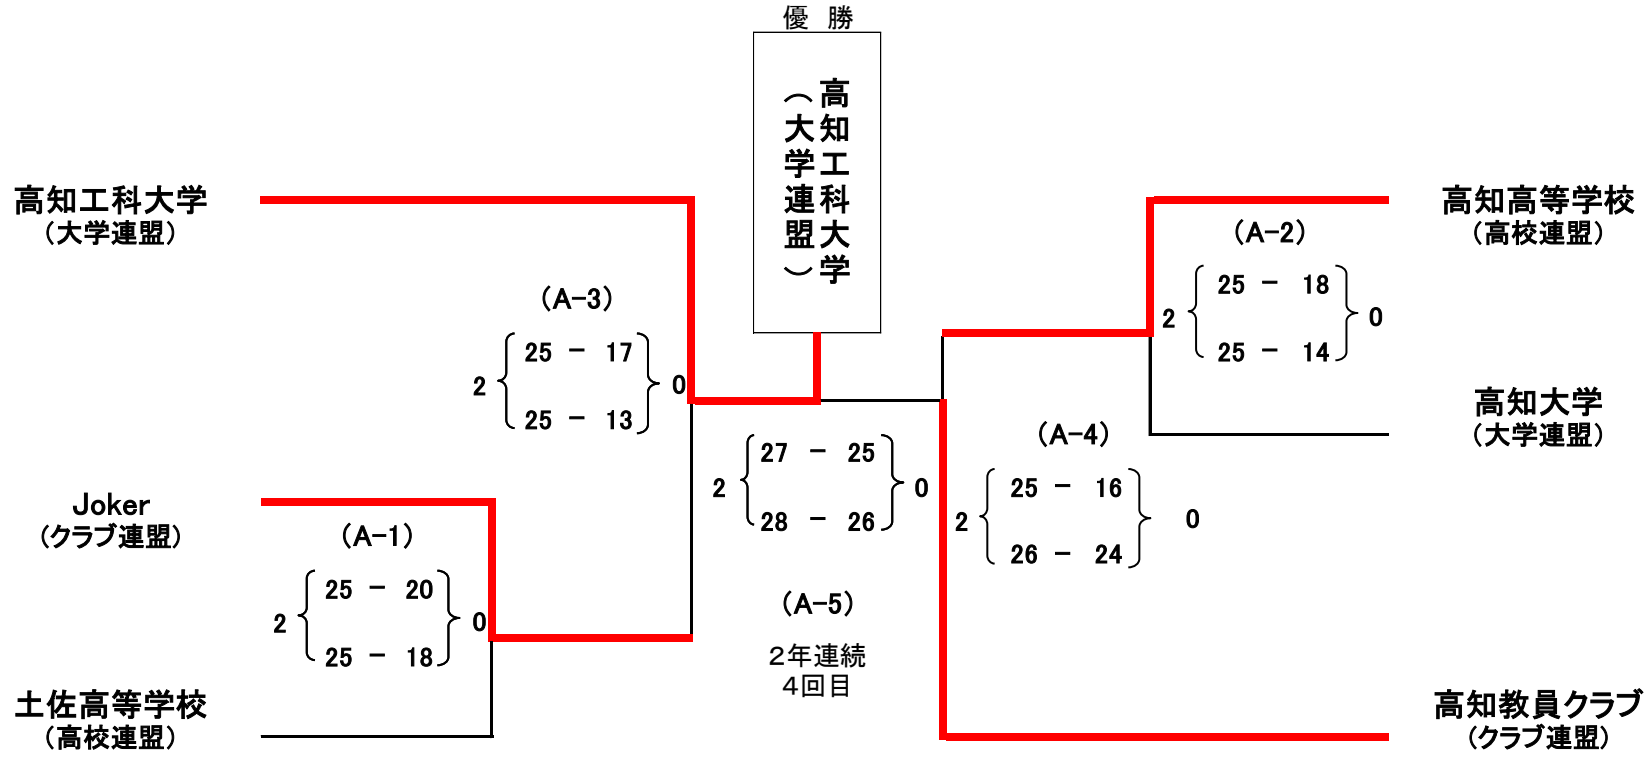 優 勝
高知工科大学
（大学連盟）
高知工科大学
（大学連盟）
高知高等学校
（高校連盟）
(A-2)
25 - 18
2 0
25 - 14
(A-3)
25 - 17
2 0
25 - 13
高知大学
（大学連盟）
(A-4)
25 - 16
2 0
26 - 24
27 - 25
2 0
28 - 26
(A-5)
2年連続
4回目
Joker
（クラブ連盟）
(A-1)
25 - 20
2 0
25 - 18
土佐高等学校
（高校連盟）
高知教員クラブ
（クラブ連盟）